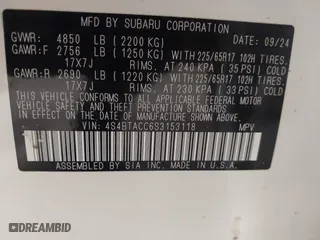 MFD BY SUBARU CORPORATION
GVWR: 4850 LB (2200 KG) DATE: 09/24
GAWR:F 2756 LB (1250 KG) WITH 225/65R17 102H TIRES,
17X7J RIMS, AT 240 KPA ( 35 PSI) COLD.
GAWR:R 2690 LB (1220 KG) WITH 225/65R17 102H TIRES,
17X7J RIMS, AT 230 KPA ( 33 PSI) COLD.
THIS VEHICLE CONFORMS TO ALL APPLICABLE FEDERAL
MOTOR VEHICLE SAFETY STANDARDS IN EFFECT ON THE
DATE OF MANUFACTURE SHOWN ABOVE.
VIN: 4S4BTACC6S3153118 MPV
ASSEMBLED BY SIA INC. MADE IN U.S.A.